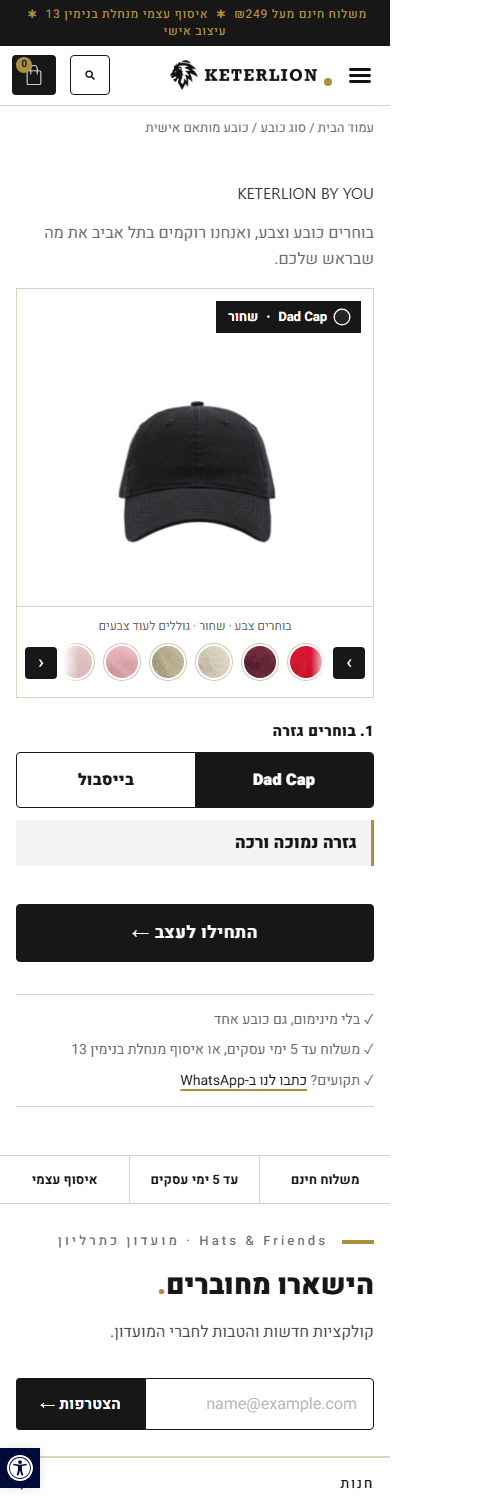 משלוח חינם מעל ₪249 ✱ איסוף עצמי מנחלת בנימין 13 ✱
עיצוב אישי
KETERLION
0
עמוד הבית / סוג כובע / כובע מותאם אישית
KETERLION BY YOU
בוחרים כובע וצבע, ואנחנו רוקמים בתל אביב את מה
שבראש שלכם.
Dad Cap · שחור
בוחרים צבע · שחור · גוללים לעוד צבעים
1. בוחרים גזרה
Dad Cap
בייסבול
גזרה נמוכה ורכה
התחילו לעצב ←
✓ בלי מינימום, גם כובע אחד
✓ משלוח עד 5 ימי עסקים, או איסוף מנחלת בנימין 13
✓ תקועים? כתבו לנו ב-WhatsApp
משלוח חינם
עד 5 ימי עסקים
איסוף עצמי
Hats & Friends · מועדון כתרליון
הישארו מחוברים.
קולקציות חדשות והטבות לחברי המועדון.
name@example.com
הצטרפות ←
חנות